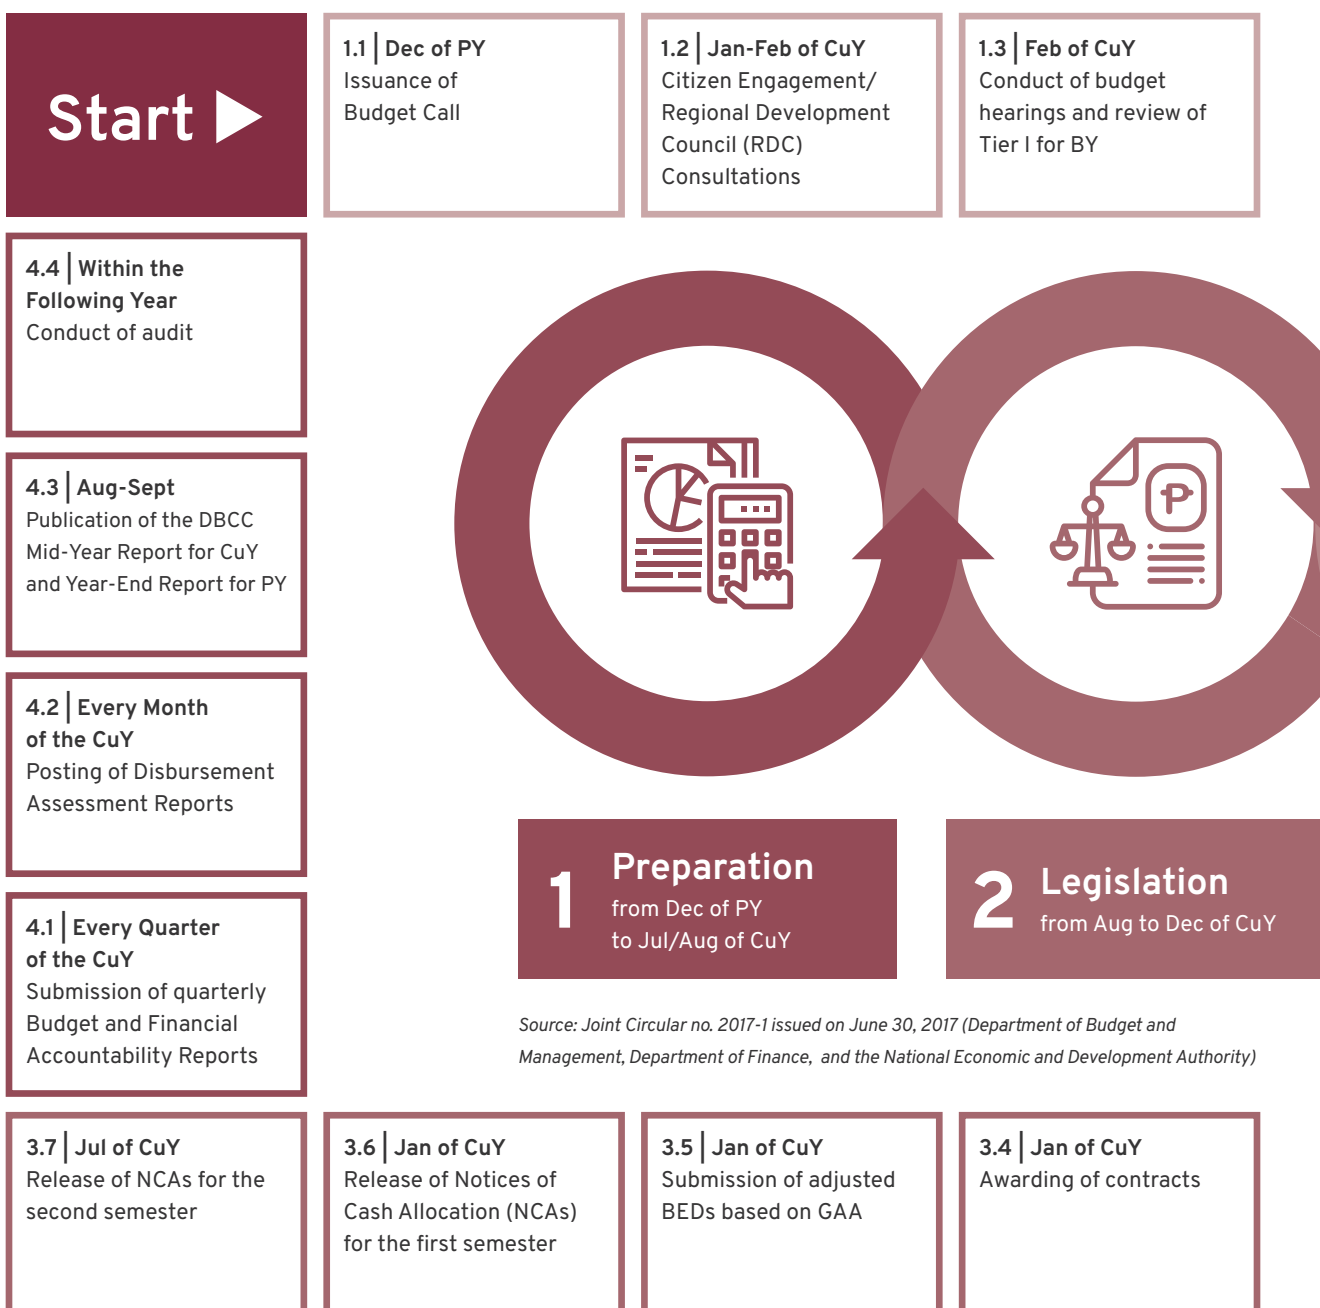 Start
1.1 | Dec of PY
Issuance of
Budget Call
1.2 | Jan-Feb of CuY
Citizen Engagement/
Regional Development
Council (RDC)
Consultations
1.3 | Feb of CuY
Conduct of budget
hearings and review of
Tier I for BY
4.4 | Within the
Following Year
Conduct of audit
4.3 | Aug-Sept
Publication of the DBCC
Mid-Year Report for CuY
and Year-End Report for PY
4.2 | Every Month
of the CuY
Posting of Disbursement
Assessment Reports
4.1 | Every Quarter
of the CuY
Submission of quarterly
Budget and Financial
Accountability Reports
1
Preparation
from Dec of PY
to Jul/Aug of CuY
2
Legislation
from Aug to Dec of CuY
Source: Joint Circular no. 2017-1 issued on June 30, 2017 (Department of Budget and
Management, Department of Finance, and the National Economic and Development Authority)
3.7 | Jul of CuY
Release of NCAs for the
second semester
3.6 | Jan of CuY
Release of Notices of
Cash Allocation (NCAs)
for the first semester
3.5 | Jan of CuY
Submission of adjusted
BEDs based on GAA
3.4 | Jan of CuY
Awarding of contracts